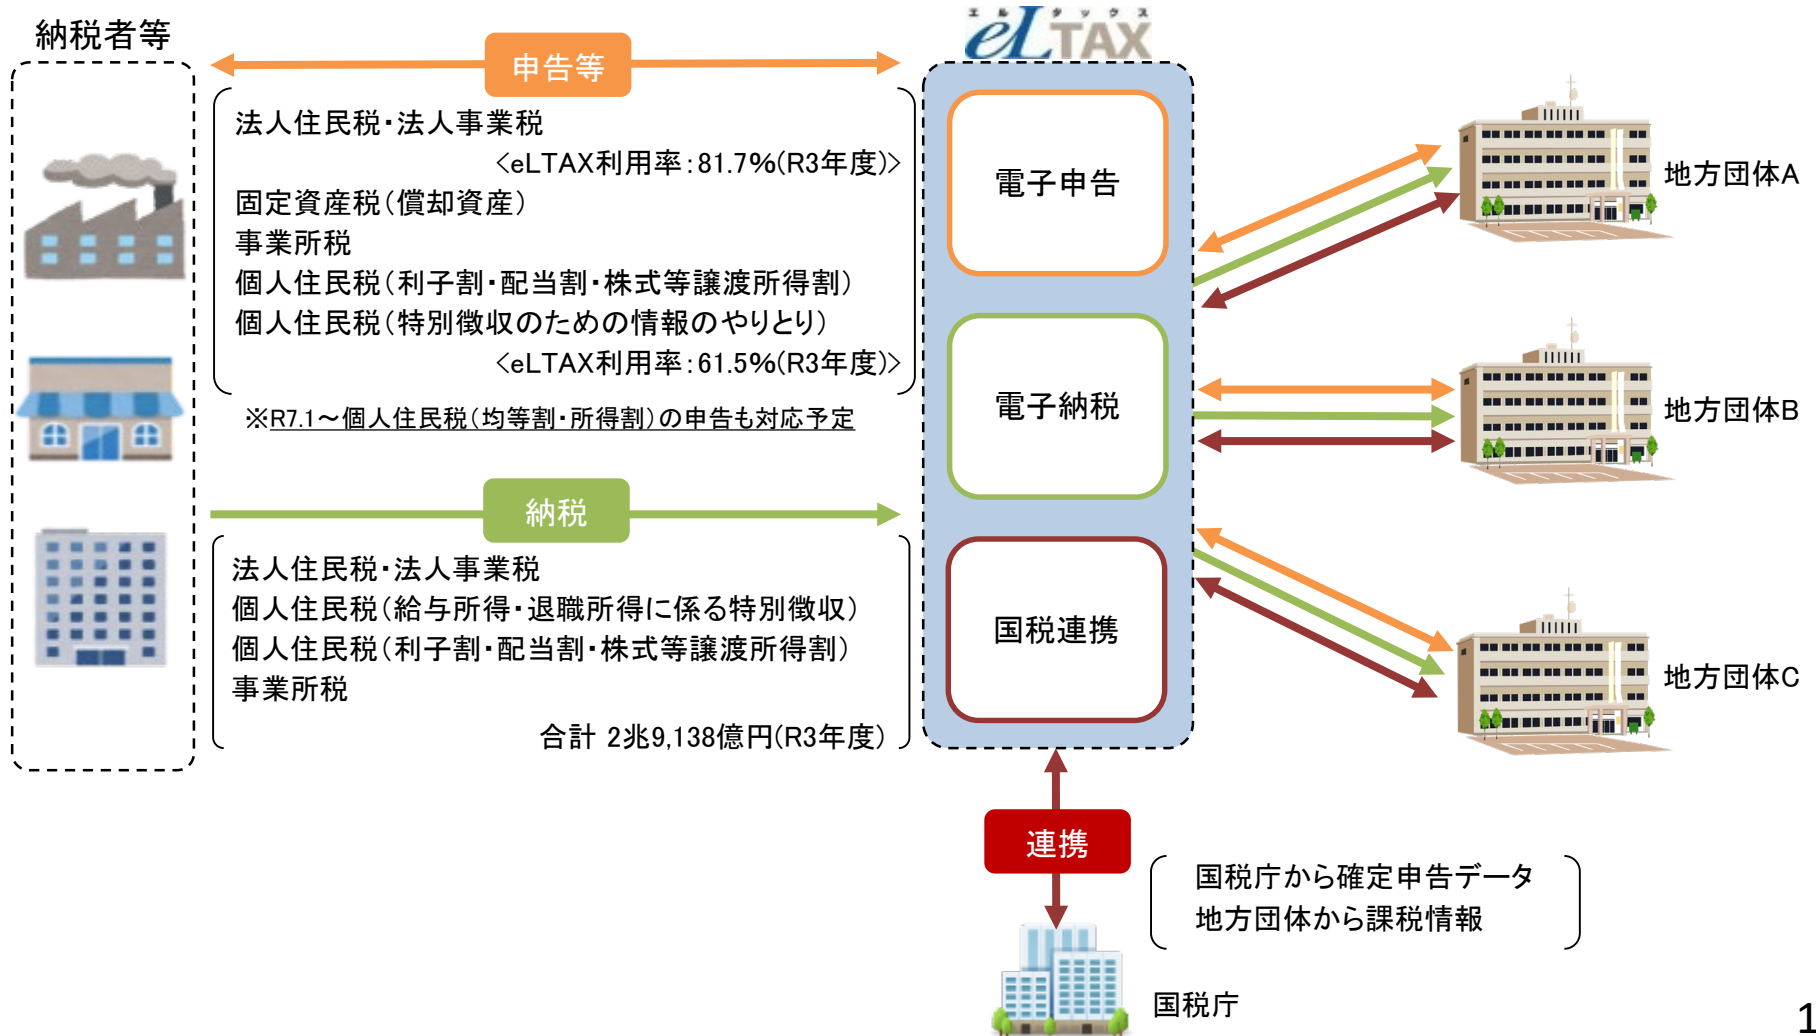 納税者等
エルタックス
eLTAX
申告等
法人住民税・法人事業税
<eLTAX利用率:81.7%(R3年度)>
固定資産税(償却資産)
事業所税
個人住民税(利子割・配当割・株式等譲渡所得割)
個人住民税(特別徴収のための情報のやりとり)
<eLTAX利用率:61.5%(R3年度)>
※R7.1～個人住民税(均等割・所得割)の申告も対応予定
納税
法人住民税・法人事業税
個人住民税(給与所得・退職所得に係る特別徴収)
個人住民税(利子割・配当割・株式等譲渡所得割)
事業所税
合計 2兆9,138億円(R3年度)
電子申告
電子納税
国税連携
地方団体A
地方団体B
地方団体C
連携
国税庁から確定申告データ
地方団体から課税情報
国税庁
1